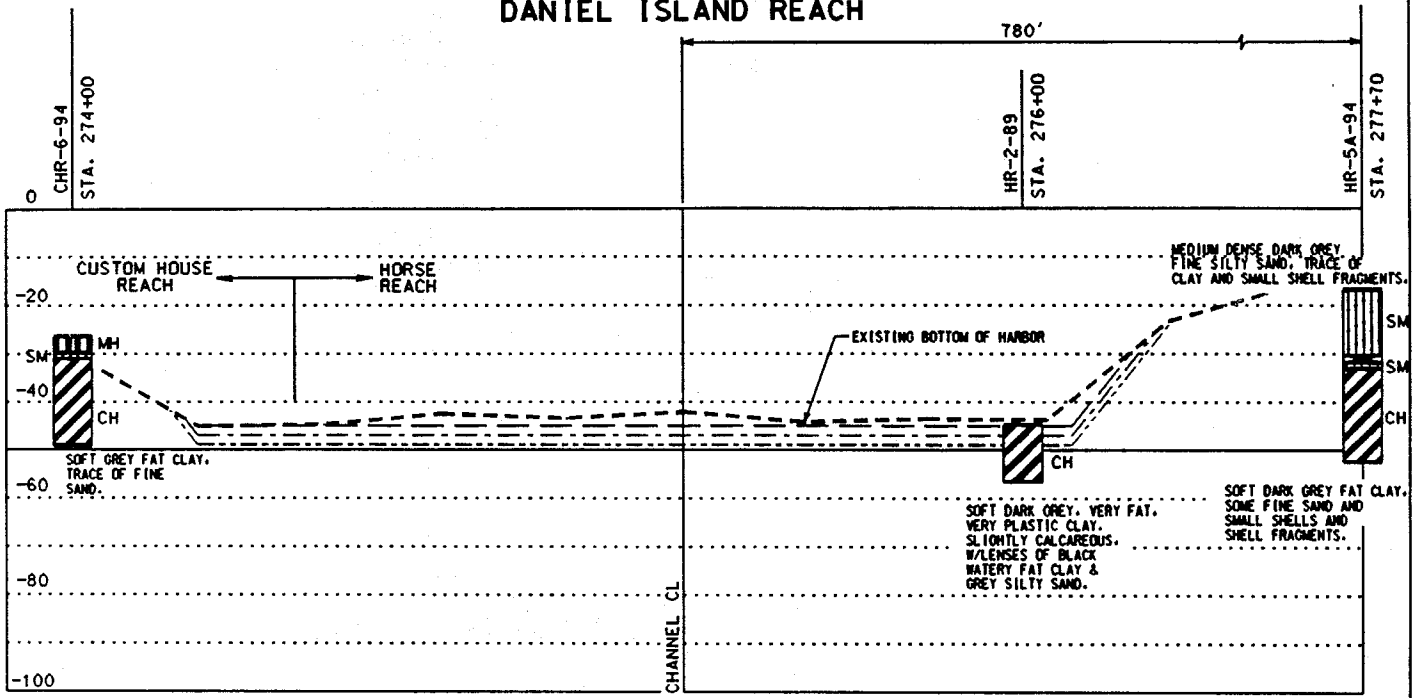 DANIEL ISLAND REACH
780'
CHR-6-94
STA. 274+00
HR-2-89
STA. 276+00
HR-5A-94
STA. 277+70
0
-20
-40
-60
-80
-100
CUSTOM HOUSE
REACH
HORSE
REACH
MEDIUM DENSE DARK GREY
FINE SILTY SAND, TRACE OF
CLAY AND SMALL SHELL FRAGMENTS.
EXISTING BOTTOM OF HARBOR
MH
SM
CH
SM
SM
CH
CH
SOFT GREY FAT CLAY.
TRACE OF FINE
SAND.
SOFT DARK GREY, VERY FAT,
VERY PLASTIC CLAY.
SLIGHTLY CALCAREOUS.
W/LENSES OF BLACK
WATERY FAT CLAY &
GREY SILTY SAND.
SOFT DARK GREY FAT CLAY.
SOME FINE SAND AND
SMALL SHELLS AND
SHELL FRAGMENTS.
CHANNEL CL